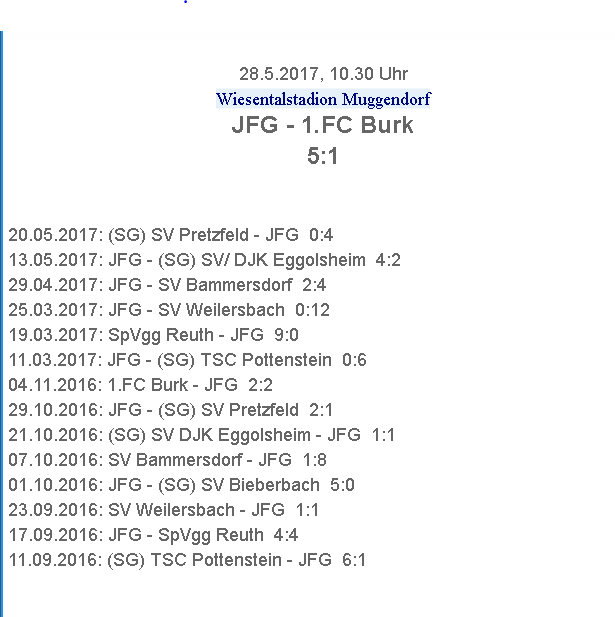 28.5.2017, 10.30 Uhr
Wiesentalstadion Muggendorf
JFG - 1.FC Burk
5:1
20.05.2017: (SG) SV Pretzfeld - JFG 0:4
13.05.2017: JFG - (SG) SV/ DJK Eggolsheim 4:2
29.04.2017: JFG - SV Bammersdorf 2:4
25.03.2017: JFG - SV Weilersbach 0:12
19.03.2017: SpVgg Reuth - JFG 9:0
11.03.2017: JFG - (SG) TSC Pottenstein 0:6
04.11.2016: 1.FC Burk - JFG 2:2
29.10.2016: JFG - (SG) SV Pretzfeld 2:1
21.10.2016: (SG) SV DJK Eggolsheim - JFG 1:1
07.10.2016: SV Bammersdorf - JFG 1:8
01.10.2016: JFG - (SG) SV Bieberbach 5:0
23.09.2016: SV Weilersbach - JFG 1:1
17.09.2016: JFG - SpVgg Reuth 4:4
11.09.2016: (SG) TSC Pottenstein - JFG 6:1